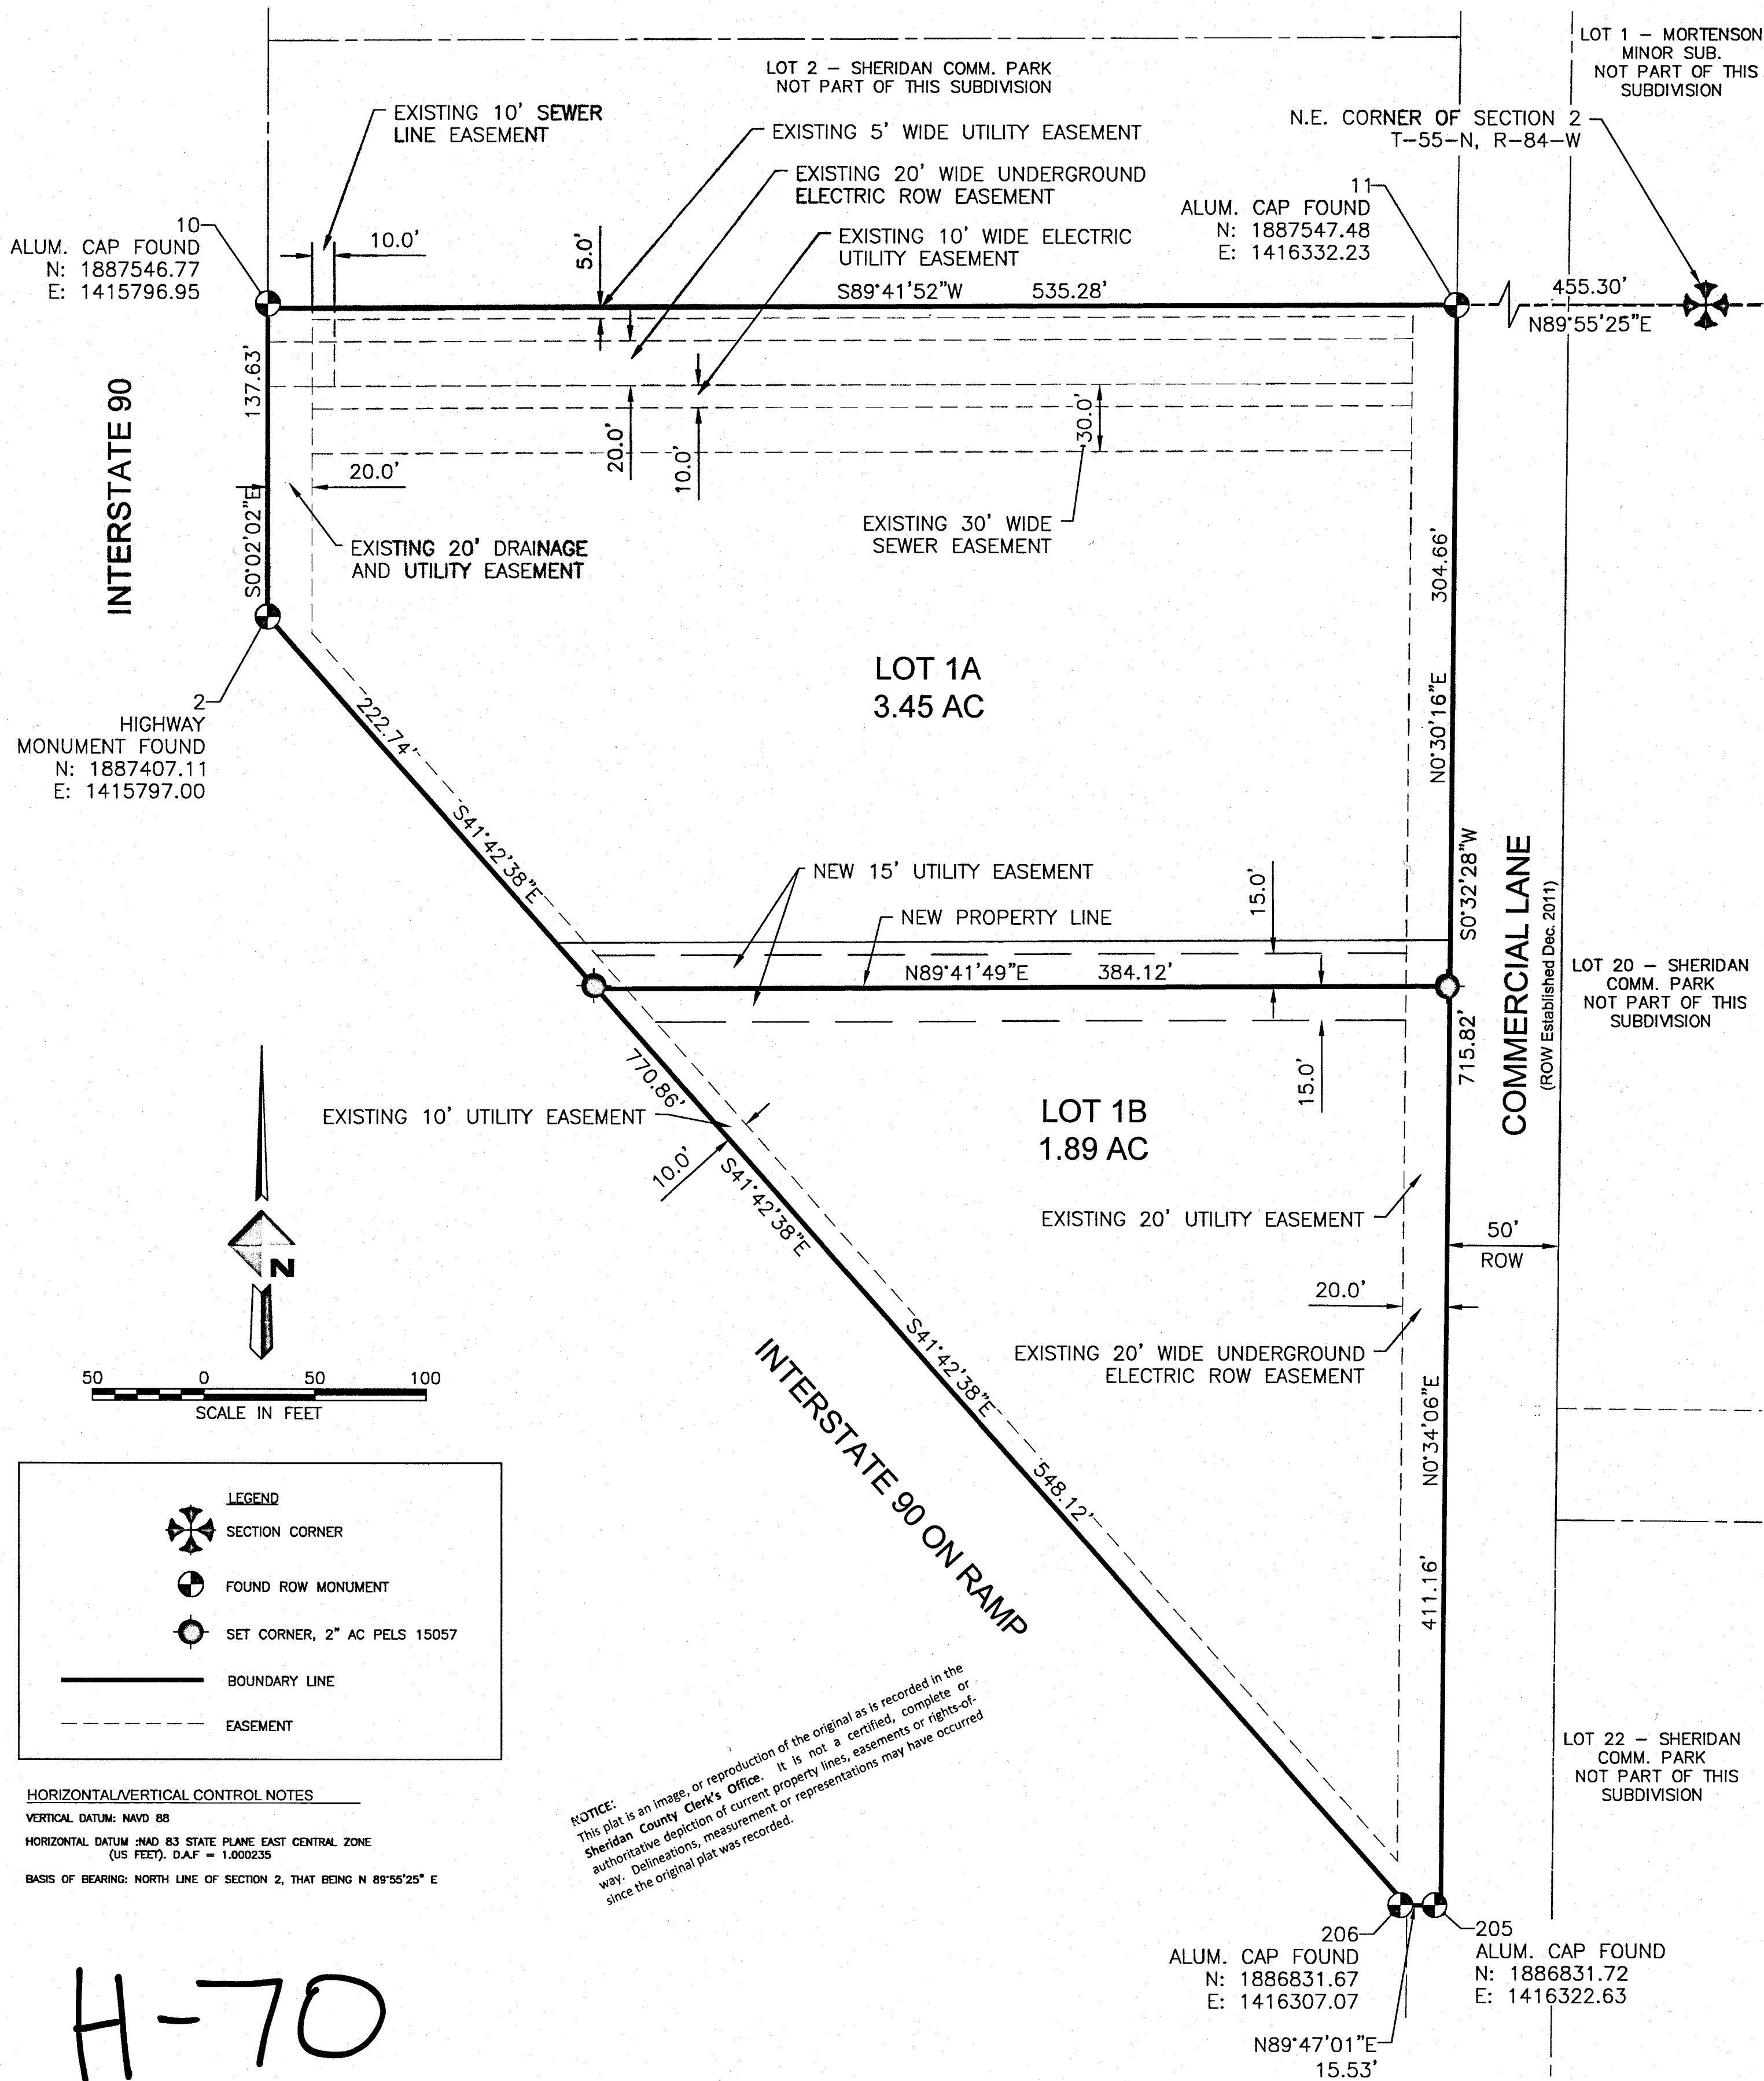 LOT 1 – MORTENSON
MINOR SUB.
NOT PART OF THIS
SUBDIVISION
LOT 2 – SHERIDAN COMM. PARK
NOT PART OF THIS SUBDIVISION
EXISTING 10' SEWER
LINE EASEMENT
EXISTING 5' WIDE UTILITY EASEMENT
N.E. CORNER OF SECTION 2
T–55–N, R–84–W
EXISTING 20' WIDE UNDERGROUND
ELECTRIC ROW EASEMENT
EXISTING 10' WIDE ELECTRIC
UTILITY EASEMENT
10
ALUM. CAP FOUND
N: 1887546.77
E: 1415796.95
10.0'
5.0'
11
ALUM. CAP FOUND
N: 1887547.48
E: 1416332.23
S89°41'52"W 535.28'
455.30'
N89°55'25"E
INTERSTATE 90
137.63'
S0°02'02"E
20.0'
20.0'
10.0'
30.0'
EXISTING 30' WIDE
SEWER EASEMENT
EXISTING 20' DRAINAGE
AND UTILITY EASEMENT
304.66'
N0°30'16"E
LOT 1A
3.45 AC
2
HIGHWAY
MONUMENT FOUND
N: 1887407.11
E: 1415797.00
222.74'
S41°42'38"E
NEW 15' UTILITY EASEMENT
NEW PROPERTY LINE
15.0'
N89°41'49"E 384.12'
15.0'
S0°32'28"W
715.82'
COMMERCIAL LANE
(ROW Established Dec. 2011)
LOT 20 – SHERIDAN
COMM. PARK
NOT PART OF THIS
SUBDIVISION
770.86'
S41°42'38"E
EXISTING 10' UTILITY EASEMENT
10.0'
LOT 1B
1.89 AC
EXISTING 20' UTILITY EASEMENT
50'
ROW
20.0'
EXISTING 20' WIDE UNDERGROUND
ELECTRIC ROW EASEMENT
N0°34'06"E
411.16'
S41°42'38"E
548.12'
INTERSTATE 90 ON RAMP
N
50 0 50 100
SCALE IN FEET
LEGEND
SECTION CORNER
FOUND ROW MONUMENT
SET CORNER, 2" AC PELS 15057
BOUNDARY LINE
EASEMENT
HORIZONTAL/VERTICAL CONTROL NOTES
VERTICAL DATUM: NAVD 88
HORIZONTAL DATUM :NAD 83 STATE PLANE EAST CENTRAL ZONE
(US FEET). D.A.F = 1.000235
BASIS OF BEARING: NORTH LINE OF SECTION 2, THAT BEING N 89°55'25" E
NOTICE:
This plat is an image, or reproduction of the original as is recorded in the
Sheridan County Clerk's Office. It is not a certified, complete or
authoritative depiction of current property lines, easements or rights-of-
way. Delineations, measurement or representations may have occurred
since the original plat was recorded.
LOT 22 – SHERIDAN
COMM. PARK
NOT PART OF THIS
SUBDIVISION
206
ALUM. CAP FOUND
N: 1886831.67
E: 1416307.07
205
ALUM. CAP FOUND
N: 1886831.72
E: 1416322.63
N89°47'01"E
15.53'
H-70